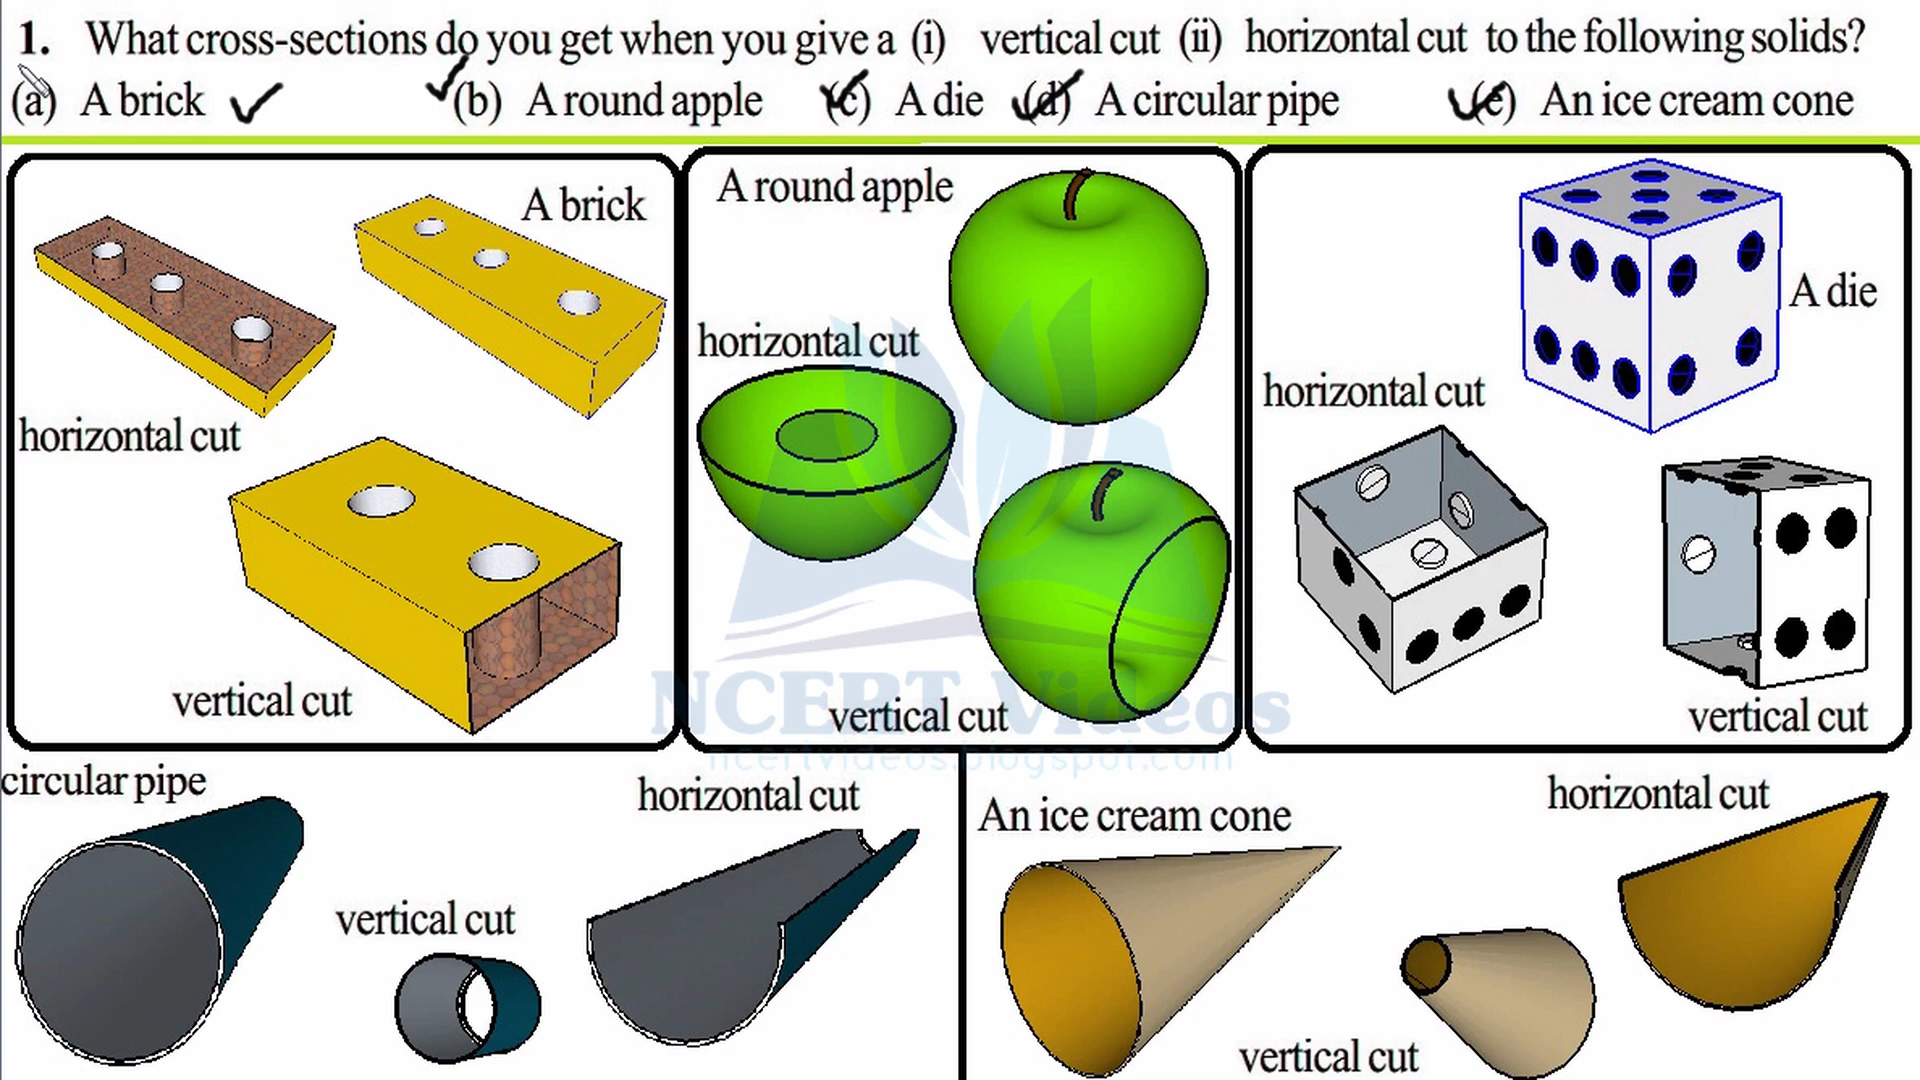 1. What cross-sections do you get when you give a (i) vertical cut (ii) horizontal cut to the following solids?
(a) A brick (b) A round apple (c) A die (d) A circular pipe (e) An ice cream cone
A brick
horizontal cut
vertical cut
A round apple
horizontal cut
vertical cut
A die
horizontal cut
vertical cut
NCERT Videos
ncertvideos.blogspot.com
circular pipe
horizontal cut
vertical cut
An ice cream cone
horizontal cut
vertical cut